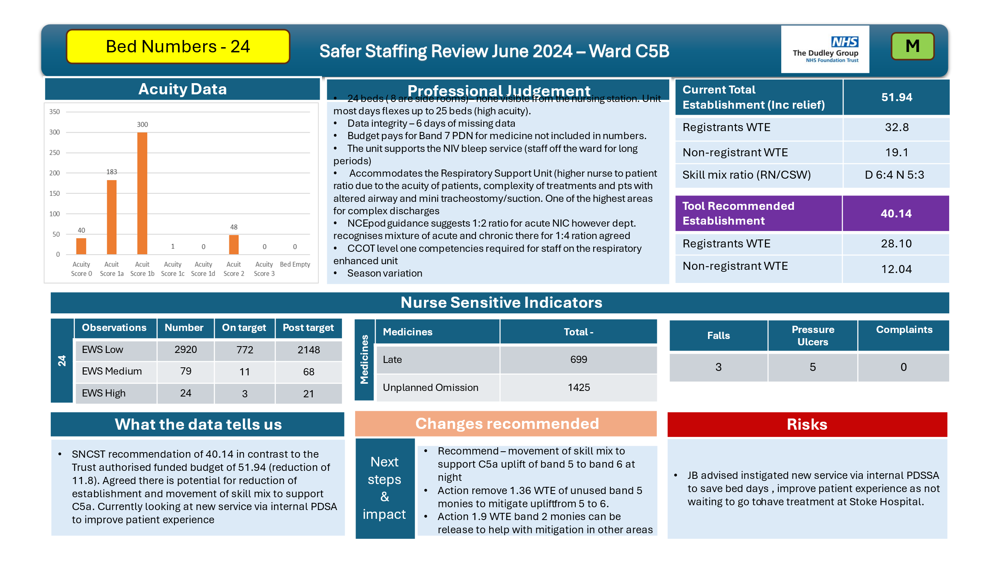 Bed Numbers - 24
Safer Staffing Review June 2024 – Ward C5B
NHS
The Dudley Group
NHS Foundation Trust
M
Acuity Data
350
300
250
200
150
100
50
0
40
183
300
1
0
48
0
0
Acuity Score 0
Acuit Score 1a
Acuit Score 1b
Acuity Score 1c
Acuity Score 1d
Acuit Score 2
Acuity Score 3
Bed Empty
Professional Judgement
• 24 beds ( 8 are side rooms) – none visible from the nursing station. Unit
most days flexes up to 25 beds (high acuity).
• Data integrity – 6 days of missing data
• Budget pays for Band 7 PDN for medicine not included in numbers.
• The unit supports the NIV bleep service (staff off the ward for long
periods)
• Accommodates the Respiratory Support Unit (higher nurse to patient
ratio due to the acuity of patients, complexity of treatments and pts with
altered airway and mini tracheostomy/suction. One of the highest areas
for complex discharges
• NCEpod guidance suggests 1:2 ratio for acute NIC however dept.
recognises mixture of acute and chronic there for 1:4 ration agreed
• CCOT level one competencies required for staff on the respiratory
enhanced unit
• Season variation
Current Total
Establishment (Inc relief)
51.94
Registrants WTE 32.8
Non-registrant WTE 19.1
Skill mix ratio (RN/CSW) D 6:4 N 5:3
Tool Recommended
Establishment
40.14
Registrants WTE 28.10
Non-registrant WTE 12.04
Nurse Sensitive Indicators
24
Observations Number On target Post target
EWS Low 2920 772 2148
EWS Medium 79 11 68
EWS High 24 3 21
Medicines
Medicines Total -
Late 699
Unplanned Omission 1425
Falls
Pressure
Ulcers
Complaints
3 5 0
What the data tells us
• SNCST recommendation of 40.14 in contrast to the
Trust authorised funded budget of 51.94 (reduction of
11.8). Agreed there is potential for reduction of
establishment and movement of skill mix to support
C5a. Currently looking at new service via internal PDSA
to improve patient experience
Changes recommended
Next
steps
&
impact
• Recommend – movement of skill mix to
support C5a uplift of band 5 to band 6 at
night
• Action remove 1.36 WTE of unused band 5
monies to mitigate upliftfrom 5 to 6.
• Action 1.9 WTE band 2 monies can be
release to help with mitigation in other areas
Risks
• JB advised instigated new service via internal PDSSA
to save bed days , improve patient experience as not
waiting to go tohave treatment at Stoke Hospital.